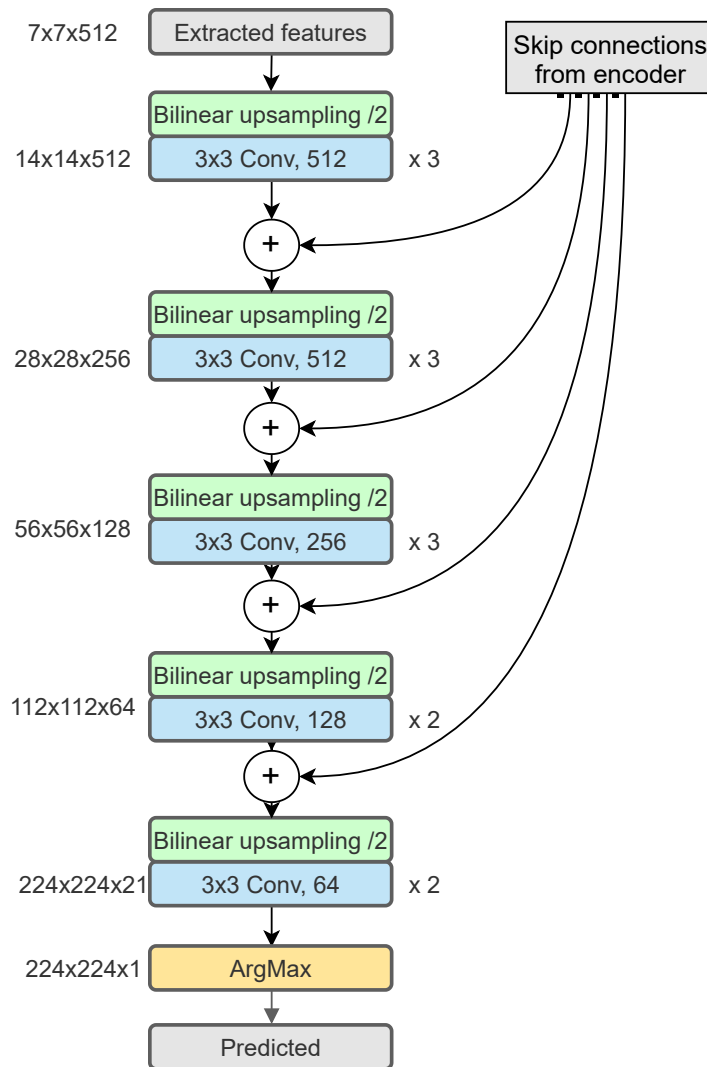 7x7x512
Extracted features
Skip connections
from encoder
Bilinear upsampling /2
14x14x512
3x3 Conv, 512
x 3
+
Bilinear upsampling /2
28x28x256
3x3 Conv, 512
x 3
+
Bilinear upsampling /2
56x56x128
3x3 Conv, 256
x 3
+
Bilinear upsampling /2
112x112x64
3x3 Conv, 128
x 2
+
Bilinear upsampling /2
224x224x21
3x3 Conv, 64
x 2
224x224x1
ArgMax
Predicted